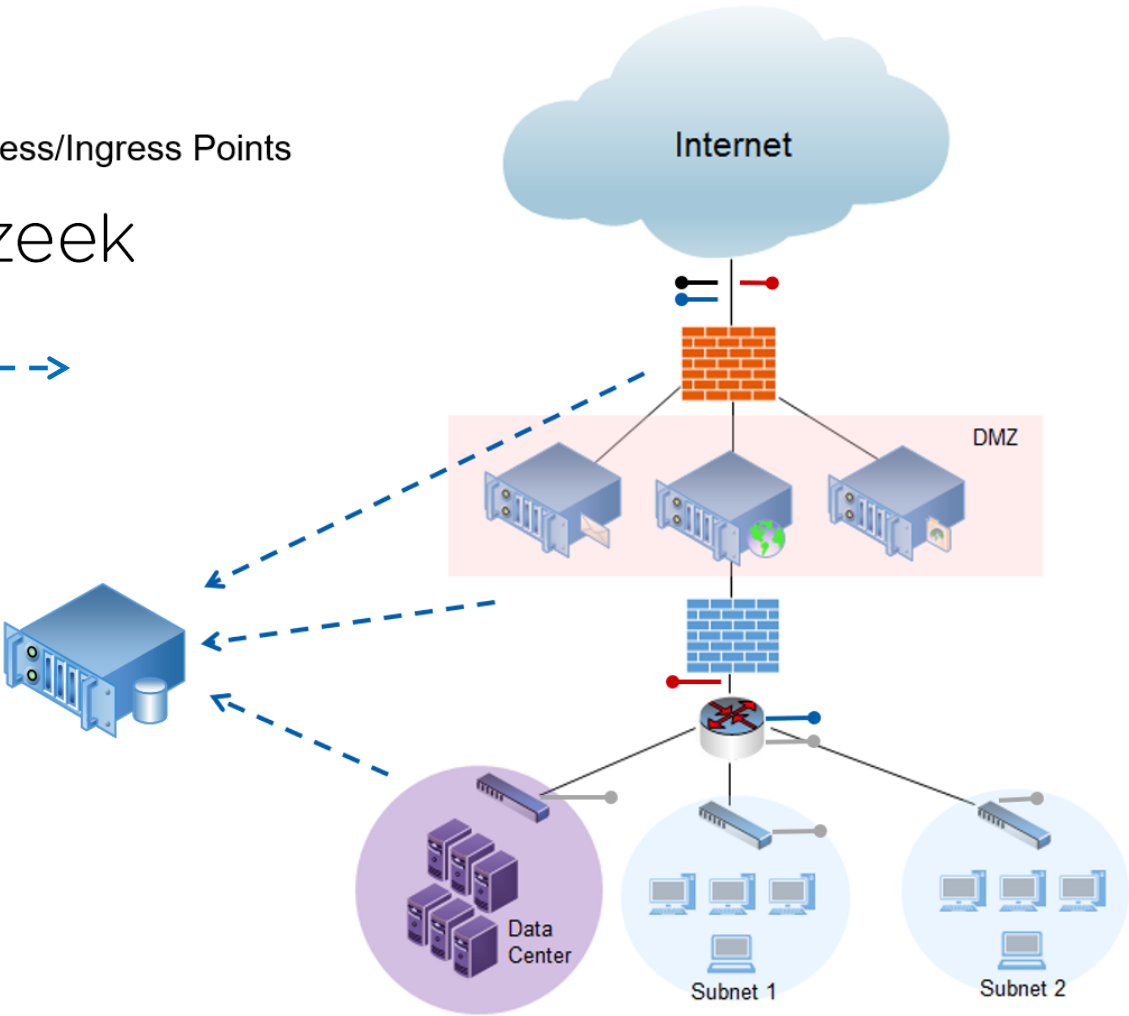 Internet
ess/Ingress Points
zeek
DMZ
Data
Center
Subnet 1
Subnet 2